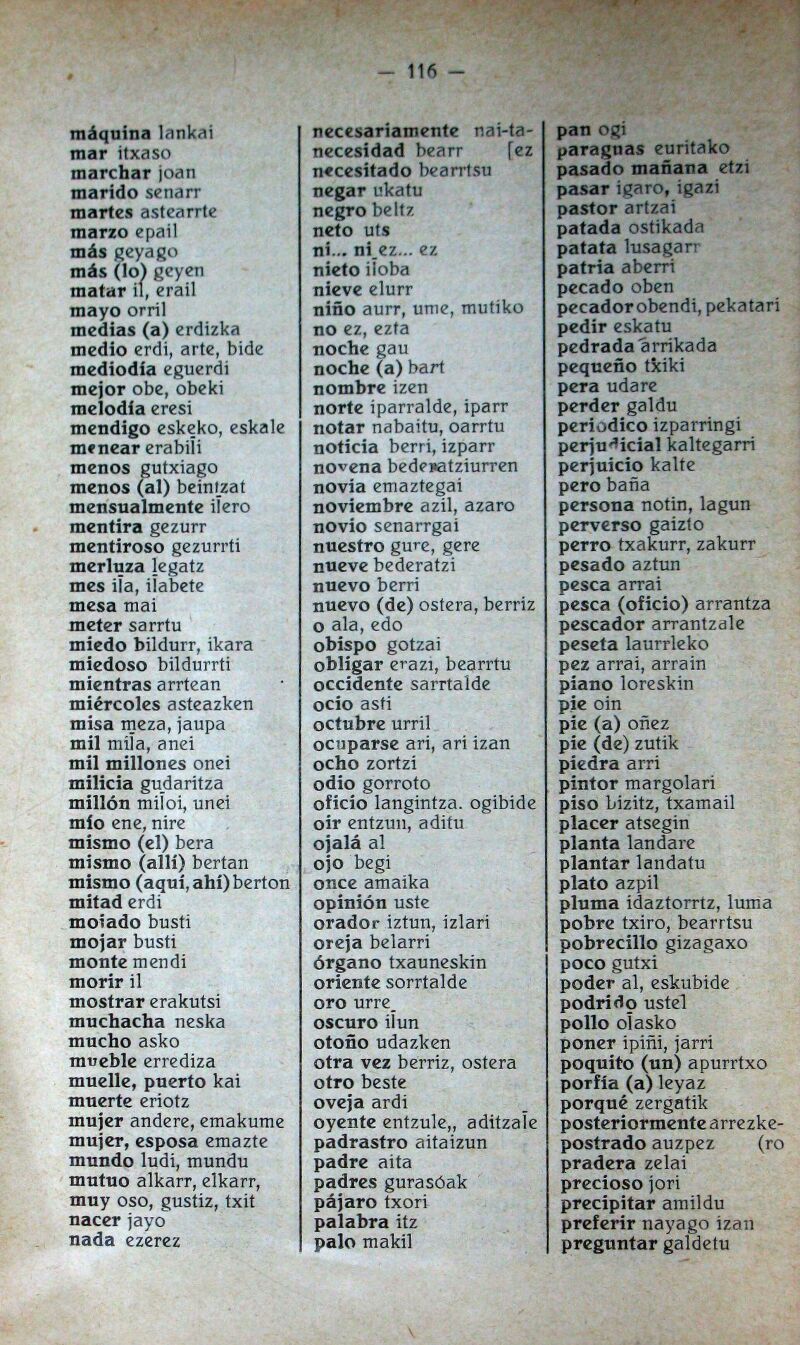 — 116 —
máquina lankai
mar itxaso
marchar joan
marido senarr
martes astearrte
marzo epail
más geyago
más (lo) geyen
matar il, erail
mayo orril
medias (a) erdizka
medio erdi, arte, bide
mediodía eguerdi
mejor obe, obeki
melodía eresi
mendigo eskeko, eskale
menear erabili
menos gutxiago
menos (al) beintzat
mensualmente ilero
mentira gezurr
mentiroso gezurrti
merluza legatz
mes ila, ilabete
mesa mai
meter sarrtu
miedo bildurr, ikara
miedoso bildurrti
mientras arrtean
miércoles asteazken
misa meza, jaupa
mil mila, anei
mil millones onei
milicia gudaritza
millón miloi, unei
mío ene, nire
mismo (el) bera
mismo (allí) bertan
mismo (aquí, ahí) berton
mitad erdi
moiado busti
mojar busti
monte mendi
morir il
mostrar erakutsi
muchacha neska
mucho asko
mueble errediza
muelle, puerto kai
muerte eriotz
mujer andere, emakume
mujer, esposa emazte
mundo ludi, mundu
mutuo alkarr, elkarr,
muy oso, gustiz, txit
nacer jayo
nada ezerez
necesariamente nai-ta-
necesidad bearr [ez
necesitado bearrtsu
negar ukatu
negro beltz
neto uts
ni... ni ez... ez
nieto iloba
nieve elurr
niño aurr, ume, mutiko
no ez, ezta
noche gau
noche (a) bart
nombre izen
norte iparralde, iparr
notar nabaitu, oarrtu
noticia berri, izparr
novena bederatziurren
novia emaztegai
noviembre azil, azaro
novio senarrgai
nuestro gure, gere
nueve bederatzi
nuevo berri
nuevo (de) ostera, berriz
o ala, edo
obispo gotzai
obligar erazi, bearrtu
occidente sarrtalde
ocio asti
octubre urril
ocuparse ari, ari izan
ocho zortzi
odio gorroto
oficio langintza. ogibide
oir entzun, aditu
ojalá al
ojo begi
once amaika
opinión uste
orador iztun, izlari
oreja belarri
órgano txauneskin
oriente sorrtalde
oro urre
oscuro ilun
otoño udazken
otra vez berriz, ostera
otro beste
oveja ardi
oyente entzule,, aditzale
padrastro aitaizun
padre aita
padres gurasóak
pájaro txori
palabra itz
palo makil
pan ogi
paraguas euritako
pasado mañana etzi
pasar igaro, igazi
pastor artzai
patada ostikada
patata lusagarr
patria aberri
pecado oben
pecador obendi, pekatari
pedir eskatu
pedrada arrikada
pequeño txiki
pera udare
perder galdu
periodico izparringi
perjudicial kaltegarri
perjuicio kalte
pero baña
persona notin, lagun
perverso gaizto
perro txakurr, zakurr
pesado aztun
pesca arrai
pesca (oficio) arrantza
pescador arrantzale
peseta laurrleko
pez arrai, arrain
piano loreskin
pie oin
pie (a) oñez
pie (de) zutik
piedra arri
pintor margolari
piso bizitz, txamail
placer atsegin
planta landare
plantar landatu
plato azpil
pluma idaztorrtz, luma
pobre txiro, bearrtsu
pobrecillo gizagaxo
poco gutxi
poder al, eskubide
podrido ustel
pollo olasko
poner ipiñi, jarri
poquito (un) apurrtxo
porfía (a) leyaz
porqué zergatik
posteriormente arrezke-
postrado auzpez (ro
pradera zelai
precioso jori
precipitar amildu
preferir nayago izan
preguntar galdetu